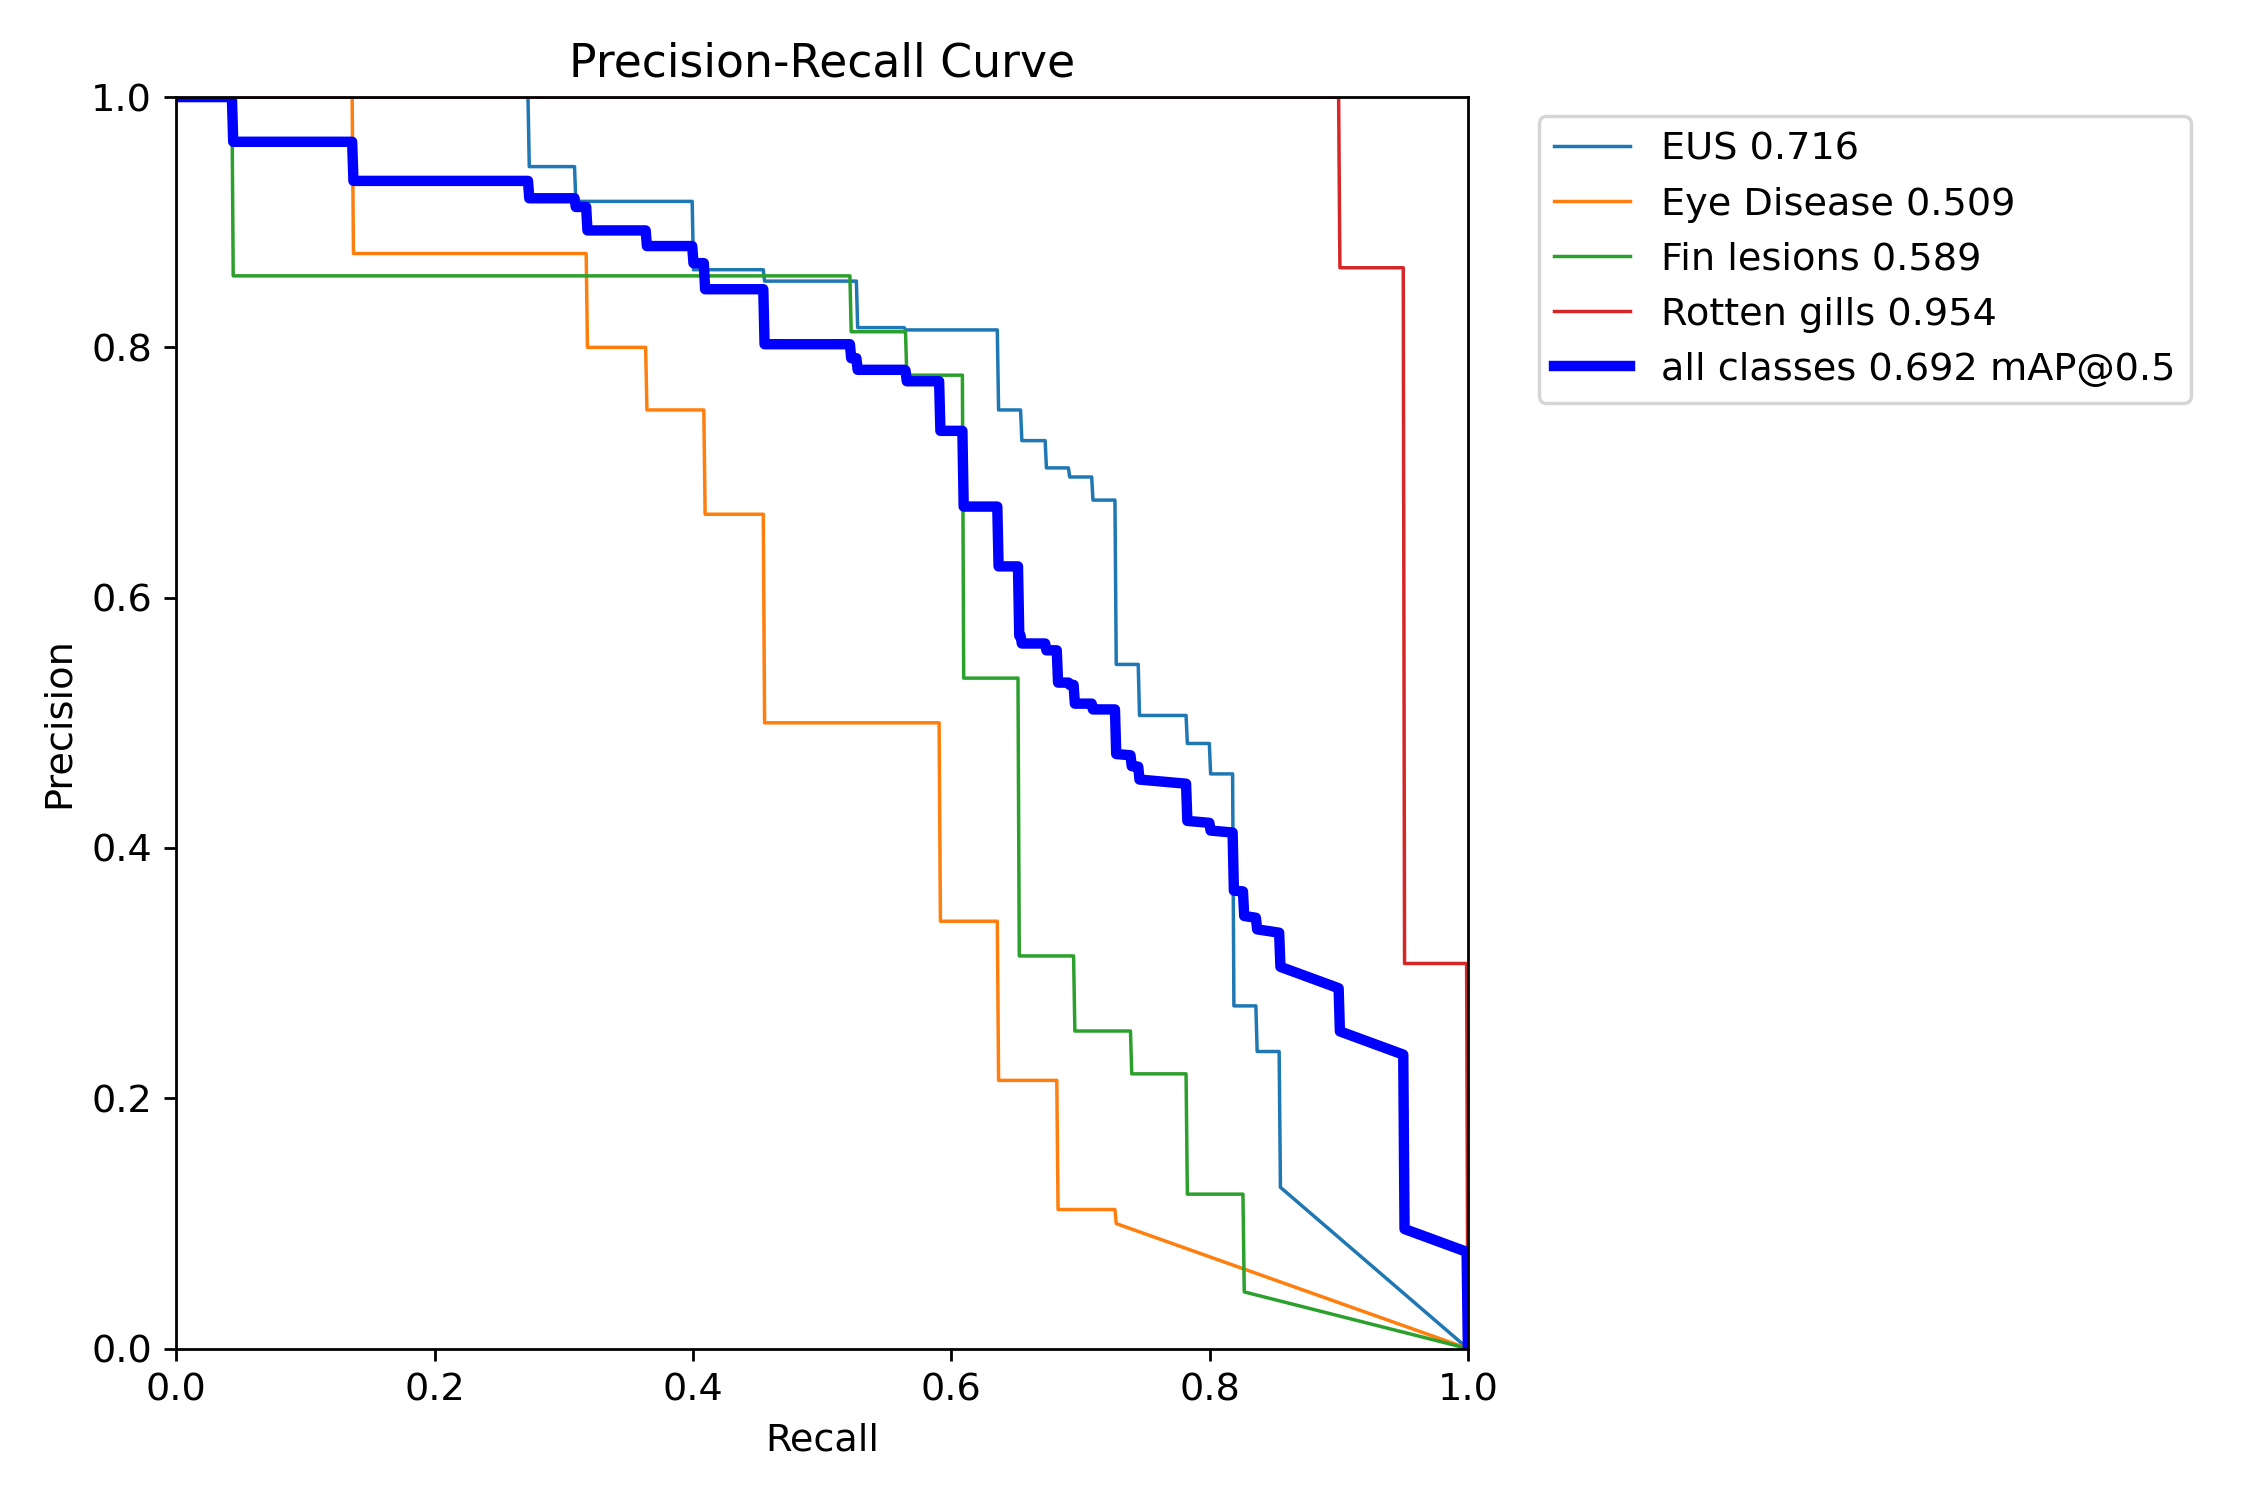 Precision-Recall Curve
1.0
0.8
0.6
0.4
0.2
0.0
Precision
0.0 0.2 0.4 0.6 0.8 1.0
Recall
EUS 0.716
Eye Disease 0.509
Fin lesions 0.589
Rotten gills 0.954
all classes 0.692 mAP@0.5